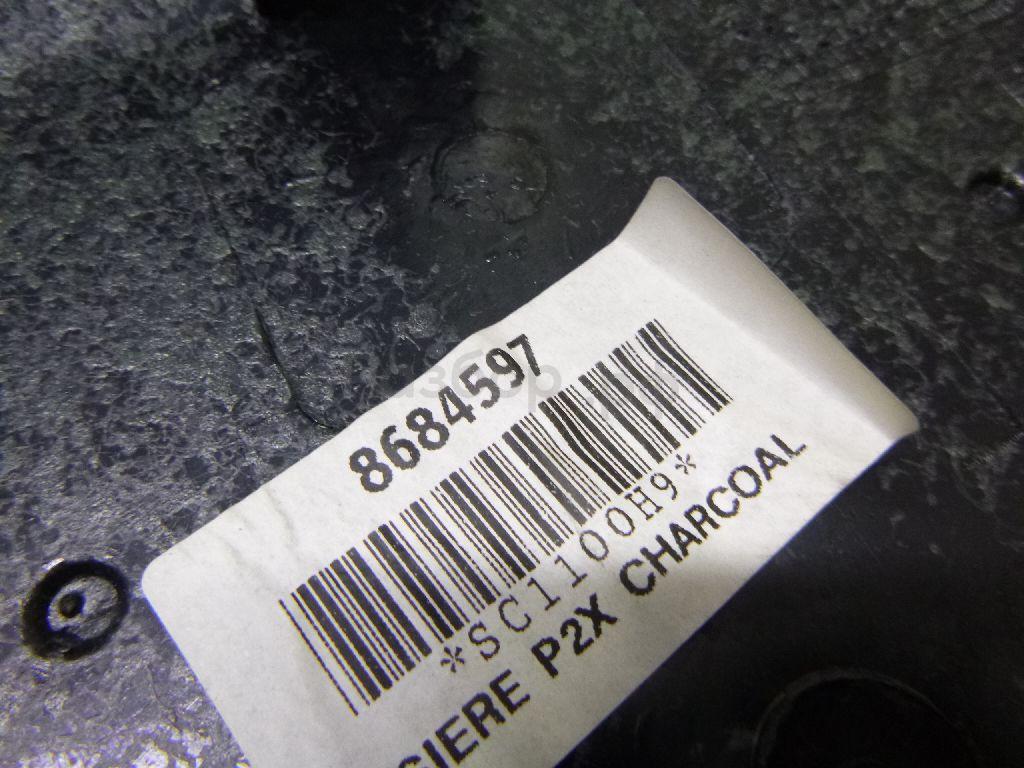 8684597
*SC1100H9*
SIERE P2X CHARCOAL